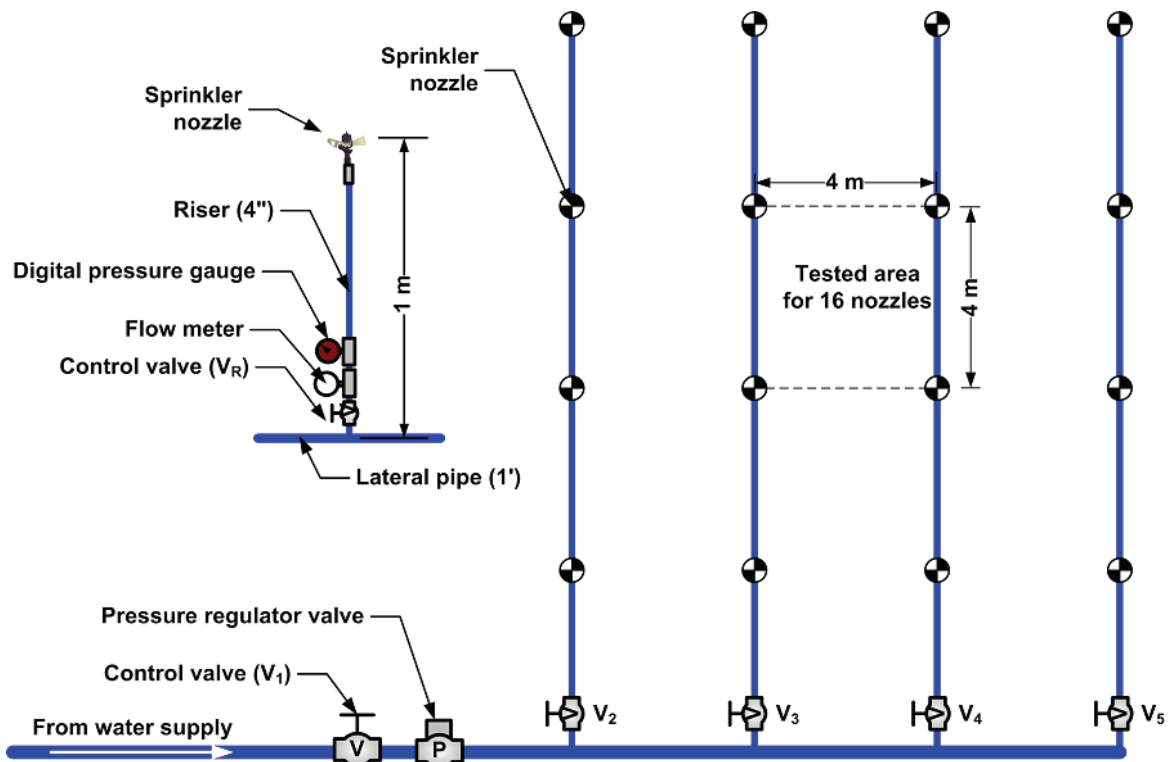 Sprinkler
nozzle
Sprinkler
nozzle
Riser (4")
Digital pressure gauge
Flow meter
Control valve (VR)
1 m
Lateral pipe (1')
4 m
4 m
Tested area
for 16 nozzles
Pressure regulator valve
Control valve (V1)
From water supply
V
P
V2
V3
V4
V5